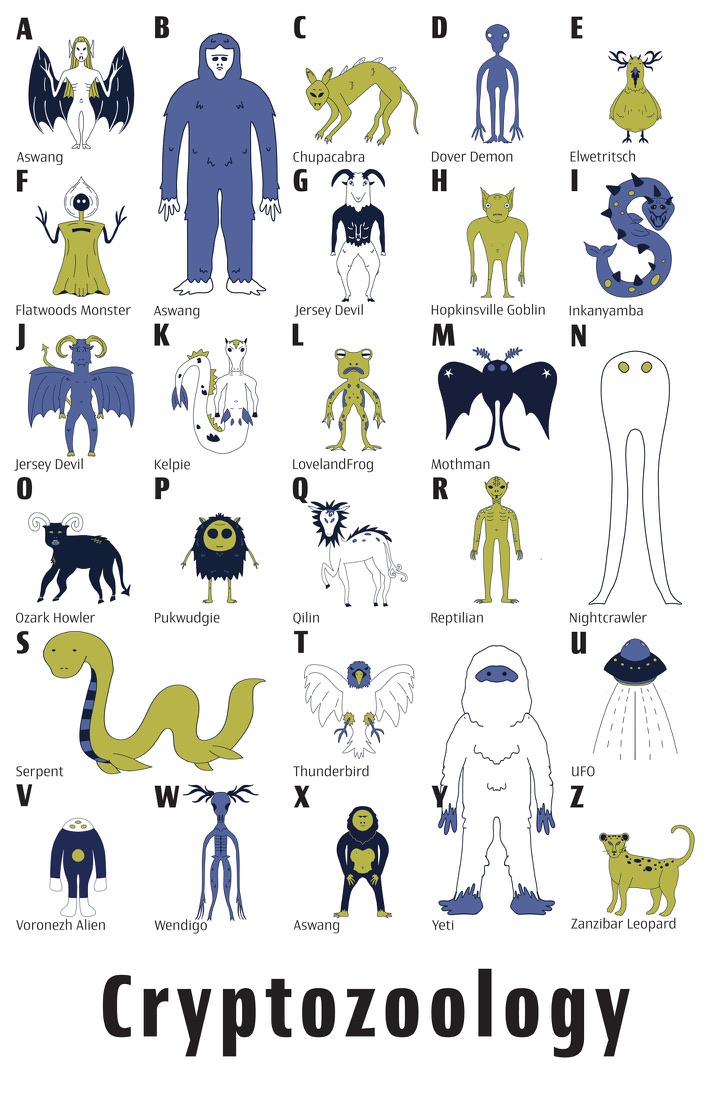 A
B
C
D
E
Aswang
Chupacabra
Dover Demon
Elwetritsch
F
G
H
I
Flatwoods Monster
Aswang
Jersey Devil
Hopkinsville Goblin
Inkanyamba
J
K
L
M
N
Jersey Devil
Kelpie
LovelandFrog
Mothman
O
P
Q
R
Ozark Howler
Pukwudgie
Qilin
Reptilian
Nightcrawler
S
T
U
Serpent
Thunderbird
UFO
V
W
X
Y
Z
Voronezh Alien
Wendigo
Aswang
Yeti
Zanzibar Leopard
Cryptozoology